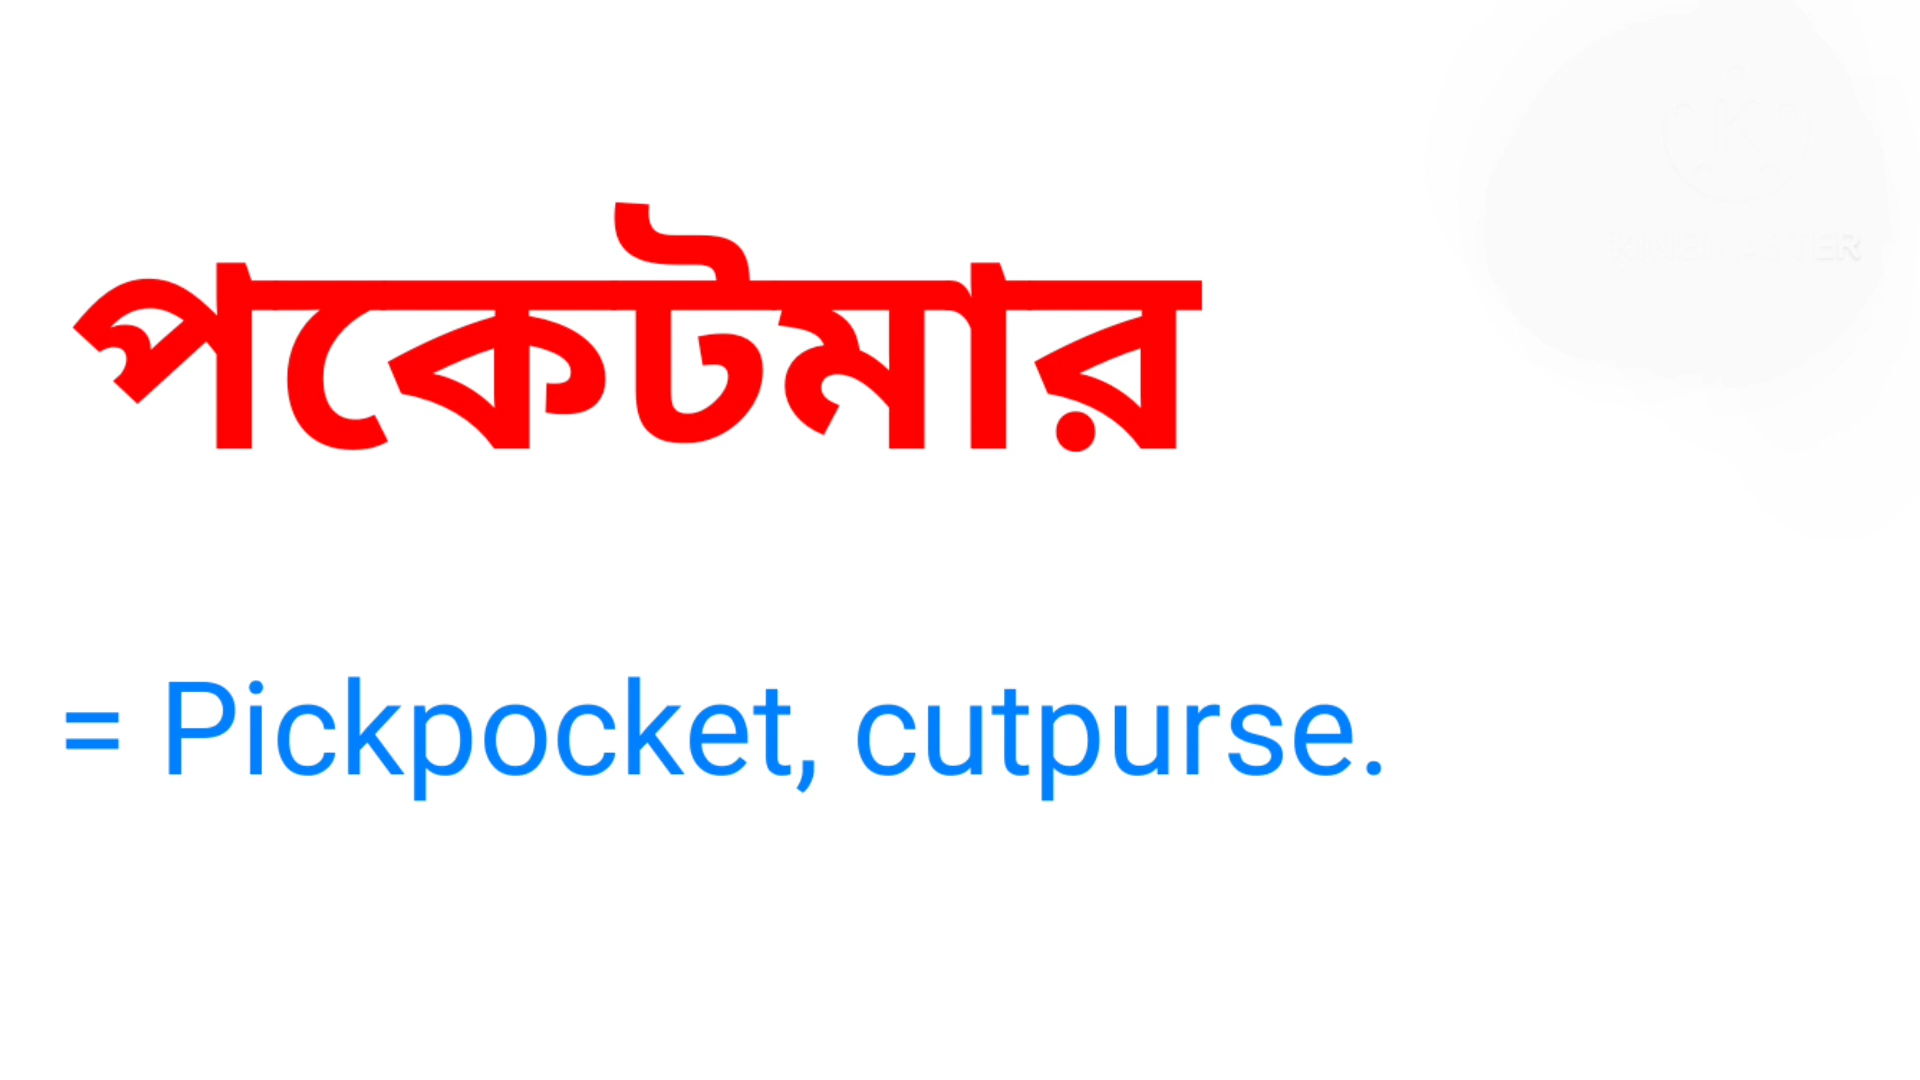 পকেটমার
= Pickpocket, cutpurse.